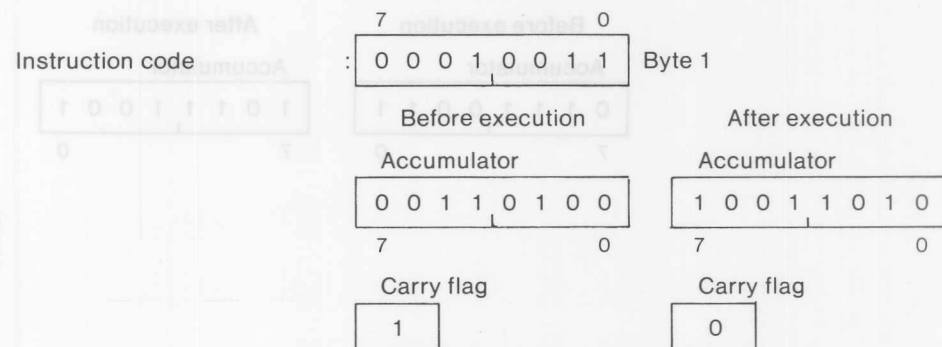 7 0
Instruction code : 0 0 0 1 0 0 1 1 Byte 1
Before execution After execution
Accumulator Accumulator
0 0 1 1 0 1 0 0 1 0 0 1 1 0 1 0
7 0 7 0
Carry flag Carry flag
1 0